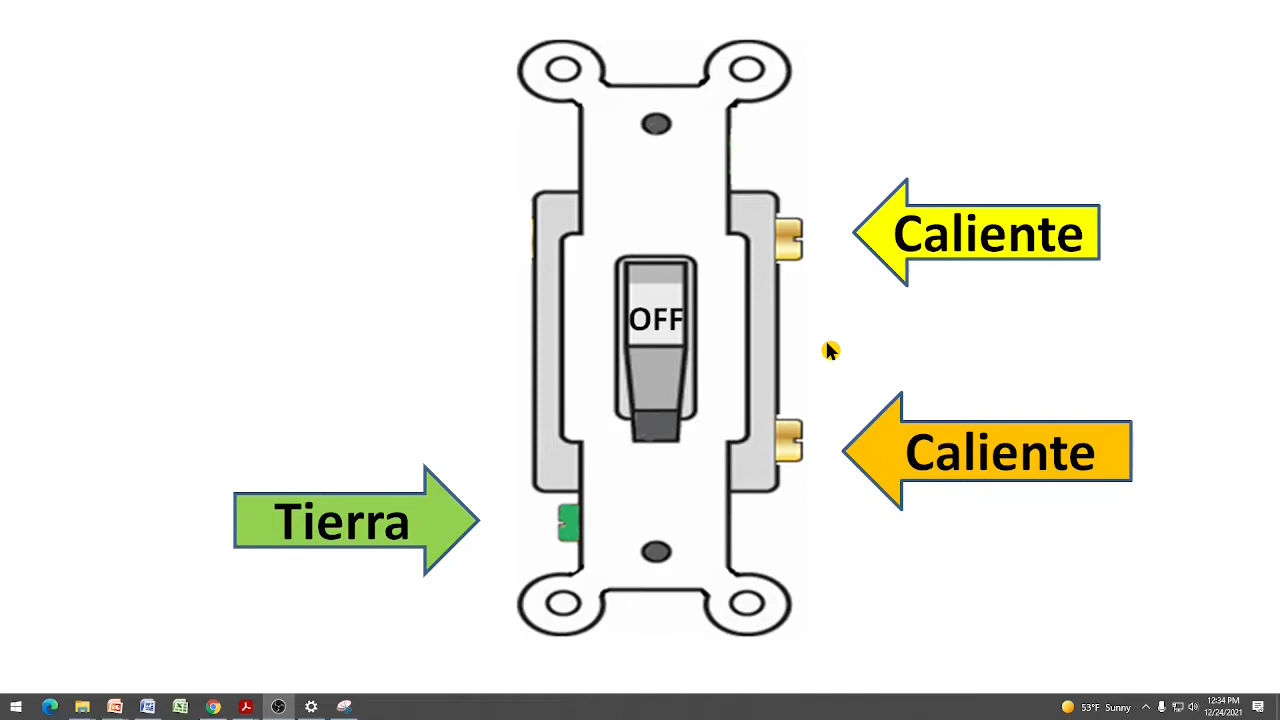 Caliente
OFF
Caliente
Tierra
53°F Sunny
12:34 PM
12/24/2021